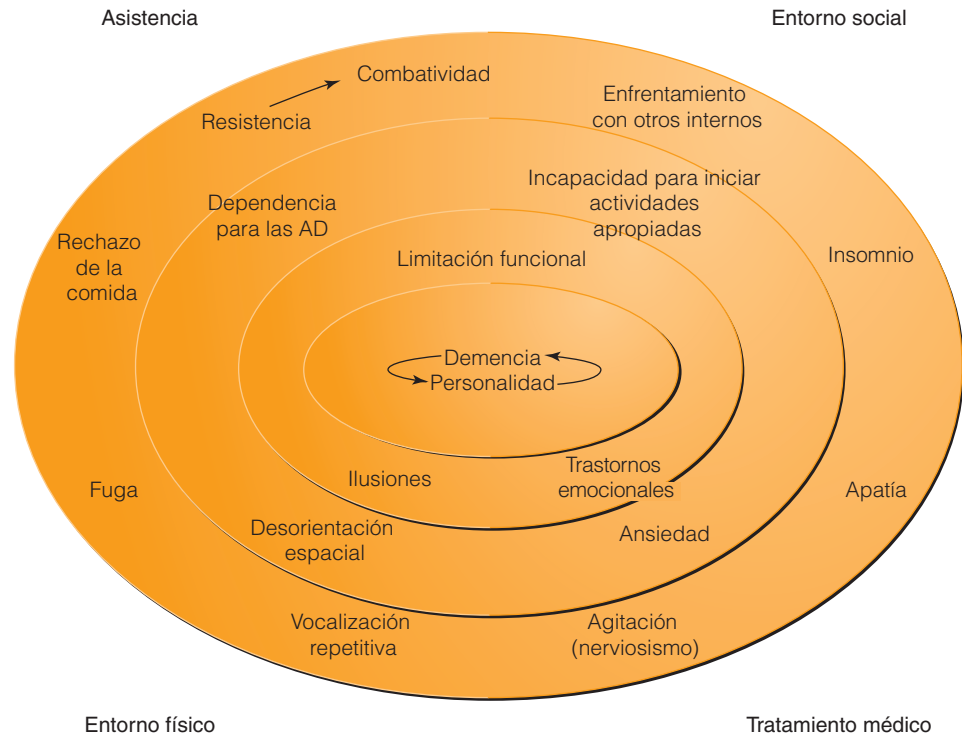 Asistencia
Entorno social
Combatividad
Resistencia
Enfrentamiento
con otros internos
Dependencia
para las AD
Incapacidad para iniciar
actividades
apropiadas
Rechazo
de la
comida
Limitación funcional
Insomnio
Demencia
Personalidad
Ilusiones
Trastornos
emocionales
Fuga
Apatía
Desorientación
espacial
Ansiedad
Vocalización
repetitiva
Agitación
(nerviosismo)
Entorno físico
Tratamiento médico